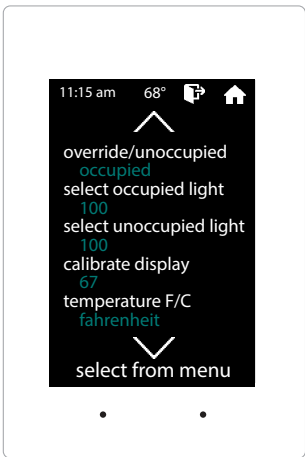 11:15 am 68°
override/unoccupied
occupied
select occupied light
100
select unoccupied light
100
calibrate display
67
temperature F/C
fahrenheit
select from menu